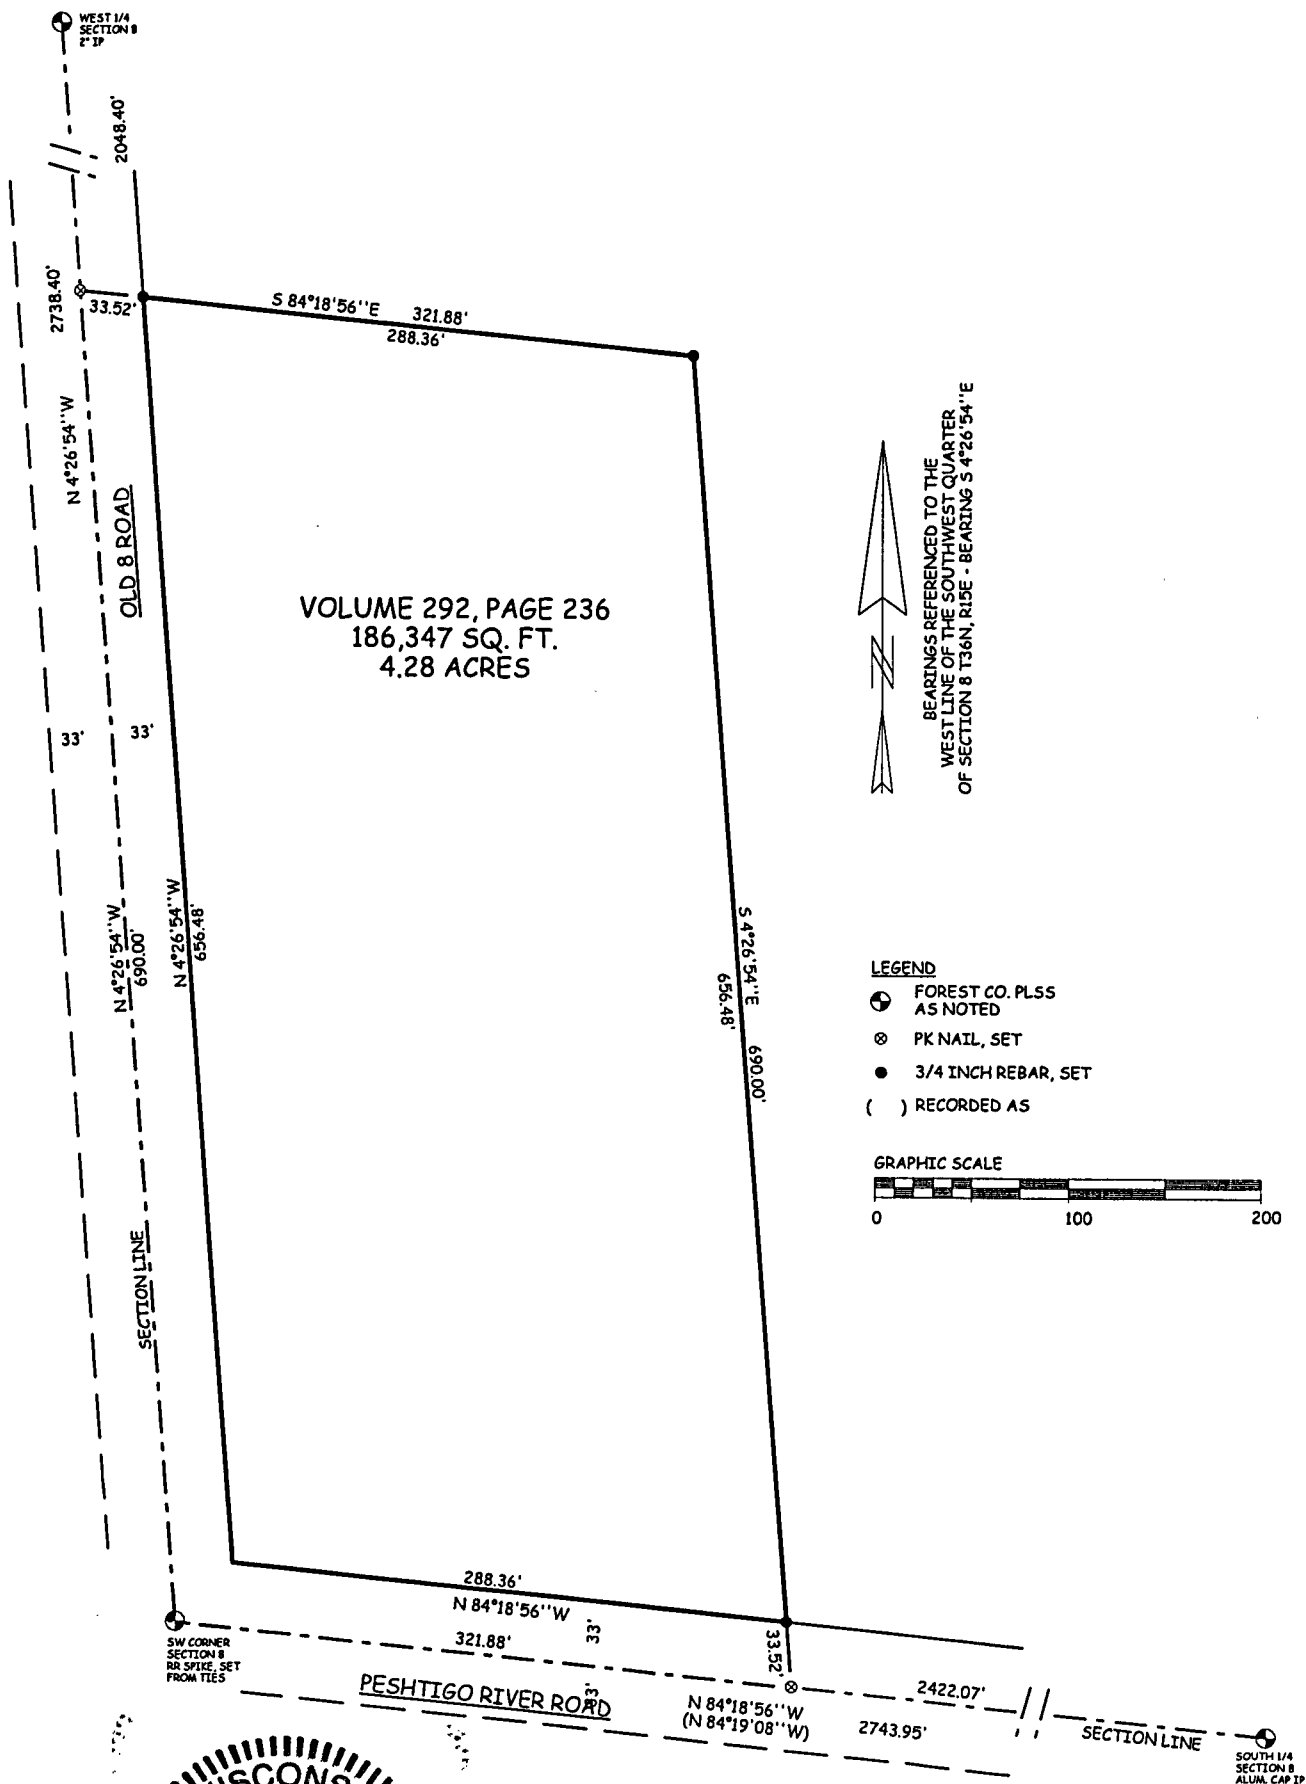 WEST 1/4
SECTION 8
2" IP
2048.40'
2738.40'
33.52'
S 84°18'56''E 321.88'
288.36'
N 4°26'54''W
OLD 8 ROAD
VOLUME 292, PAGE 236
186,347 SQ. FT.
4.28 ACRES
BEARINGS REFERENCED TO THE
WEST LINE OF THE SOUTHWEST QUARTER
OF SECTION 8 T36N, R15E - BEARING S 4°26'54''E
N
33'
33'
N 4°26'54''W
690.00'
N 4°26'54''W
656.48'
S 4°26'54''E 690.00'
656.48'
LEGEND
FOREST CO. PLSS
AS NOTED
PK NAIL, SET
3/4 INCH REBAR, SET
( ) RECORDED AS
GRAPHIC SCALE
0 100 200
SECTION LINE
288.36'
N 84°18'56''W
33'
321.88'
33.52'
SW CORNER
SECTION 8
RR SPIKE, SET
FROM TIES
PESHTIGO RIVER ROAD
33'
N 84°18'56''W
(N 84°19'08''W)
2422.07'
2743.95'
SECTION LINE
SOUTH 1/4
SECTION 8
ALUM. CAP IP
SCONS